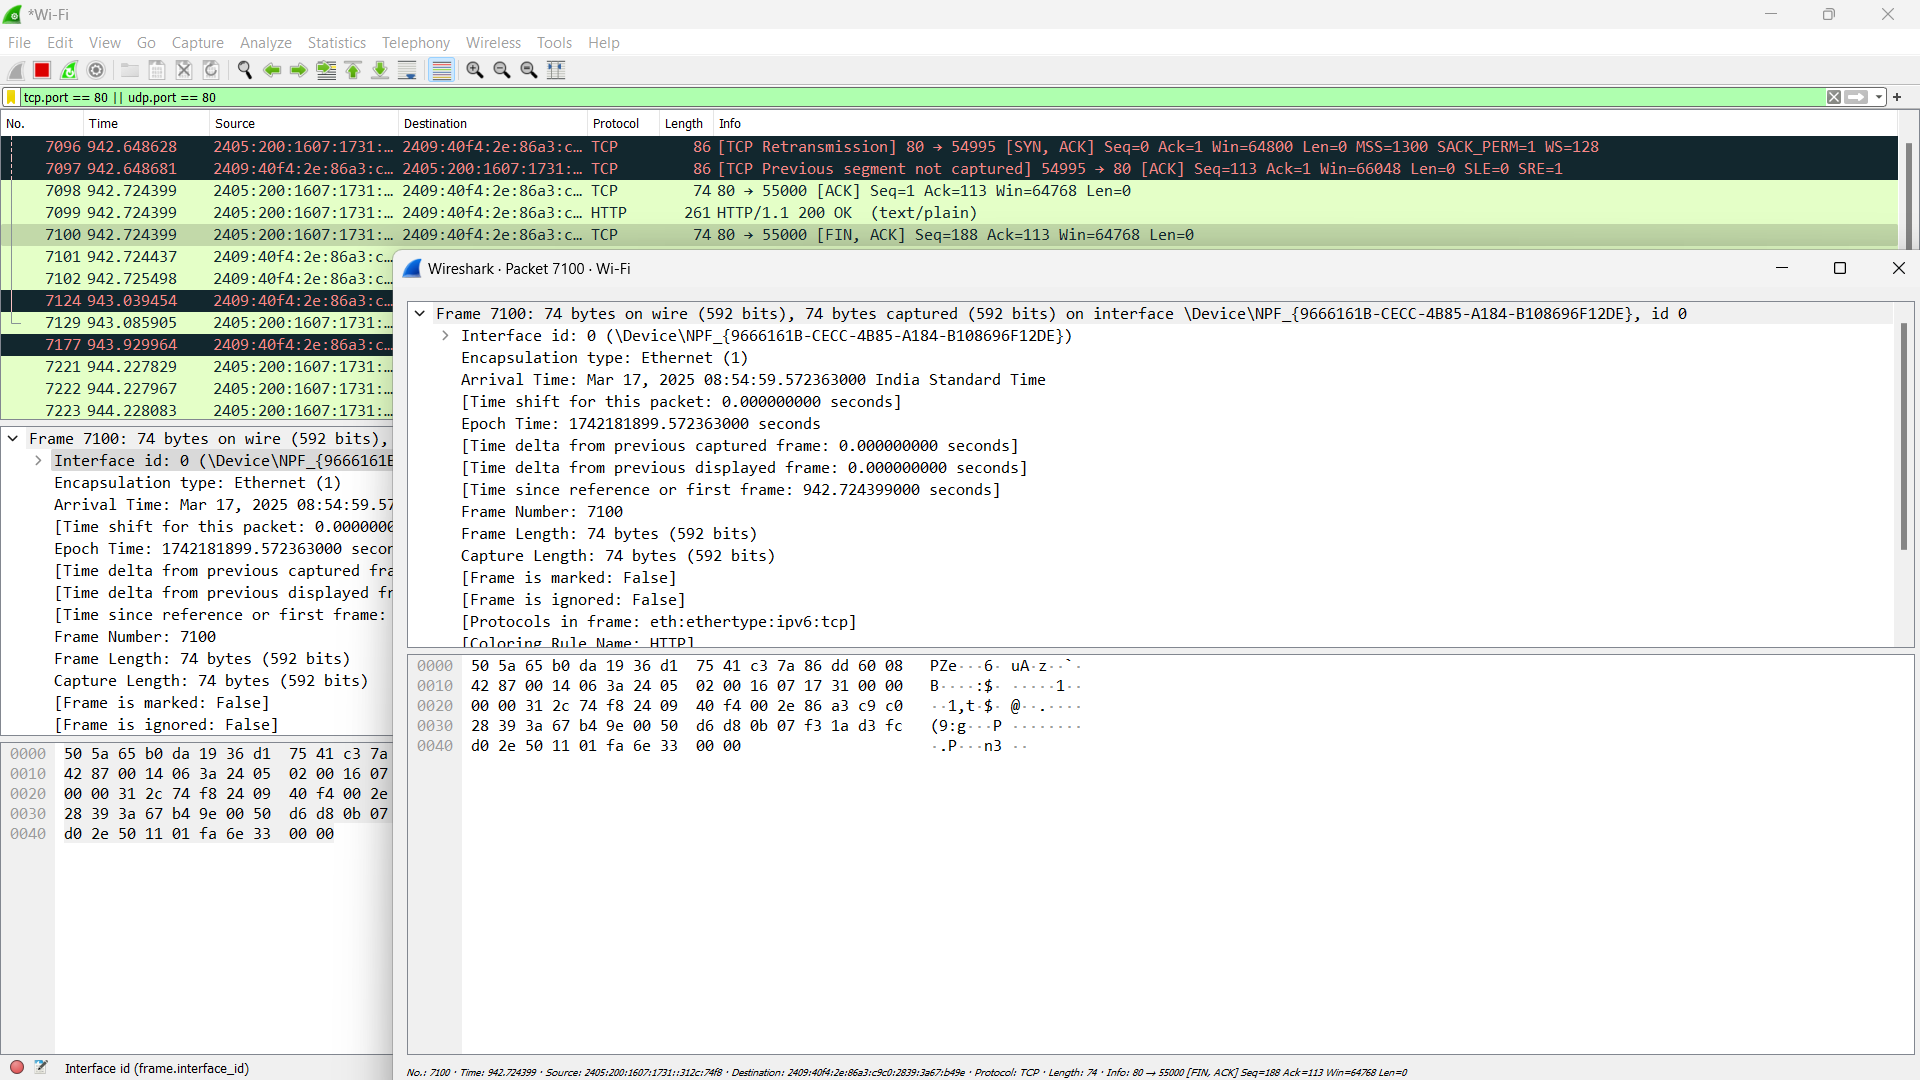 *Wi-Fi
File Edit View Go Capture Analyze Statistics Telephony Wireless Tools Help
tcp.port == 80 || udp.port == 80
No. Time Source Destination Protocol Length Info
7096 942.648628 2405:200:1607:1731:… 2409:40f4:2e:86a3:c… TCP 86 [TCP Retransmission] 80 → 54995 [SYN, ACK] Seq=0 Ack=1 Win=64800 Len=0 MSS=1300 SACK_PERM=1 WS=128
7097 942.648681 2409:40f4:2e:86a3:c… 2405:200:1607:1731:… TCP 86 [TCP Previous segment not captured] 54995 → 80 [ACK] Seq=113 Ack=1 Win=66048 Len=0 SLE=0 SRE=1
7098 942.724399 2405:200:1607:1731:… 2409:40f4:2e:86a3:c… TCP 74 80 → 55000 [ACK] Seq=1 Ack=113 Win=64768 Len=0
7099 942.724399 2405:200:1607:1731:… 2409:40f4:2e:86a3:c… HTTP 261 HTTP/1.1 200 OK (text/plain)
7100 942.724399 2405:200:1607:1731:… 2409:40f4:2e:86a3:c… TCP 74 80 → 55000 [FIN, ACK] Seq=188 Ack=113 Win=64768 Len=0
7101 942.724437 2409:40f4:2e:86a3:c…
7102 942.725498 2409:40f4:2e:86a3:c…
7124 943.039454 2409:40f4:2e:86a3:c…
7129 943.085905 2405:200:1607:1731:…
7177 943.929964 2409:40f4:2e:86a3:c…
7221 944.227829 2405:200:1607:1731:…
7222 944.227967 2405:200:1607:1731:…
7223 944.228083 2405:200:1607:1731:…
Frame 7100: 74 bytes on wire (592 bits),
Interface id: 0 (\Device\NPF_{9666161B
Encapsulation type: Ethernet (1)
Arrival Time: Mar 17, 2025 08:54:59.57
[Time shift for this packet: 0.0000000
Epoch Time: 1742181899.572363000 secon
[Time delta from previous captured fra
[Time delta from previous displayed fr
[Time since reference or first frame:
Frame Number: 7100
Frame Length: 74 bytes (592 bits)
Capture Length: 74 bytes (592 bits)
[Frame is marked: False]
[Frame is ignored: False]
0000 50 5a 65 b0 da 19 36 d1 75 41 c3 7a
0010 42 87 00 14 06 3a 24 05 02 00 16 07
0020 00 00 31 2c 74 f8 24 09 40 f4 00 2e
0030 28 39 3a 67 b4 9e 00 50 d6 d8 0b 07
0040 d0 2e 50 11 01 fa 6e 33 00 00
Interface id (frame.interface_id)
Wireshark · Packet 7100 · Wi-Fi
Frame 7100: 74 bytes on wire (592 bits), 74 bytes captured (592 bits) on interface \Device\NPF_{9666161B-CECC-4B85-A184-B108696F12DE}, id 0
Interface id: 0 (\Device\NPF_{9666161B-CECC-4B85-A184-B108696F12DE})
Encapsulation type: Ethernet (1)
Arrival Time: Mar 17, 2025 08:54:59.572363000 India Standard Time
[Time shift for this packet: 0.000000000 seconds]
Epoch Time: 1742181899.572363000 seconds
[Time delta from previous captured frame: 0.000000000 seconds]
[Time delta from previous displayed frame: 0.000000000 seconds]
[Time since reference or first frame: 942.724399000 seconds]
Frame Number: 7100
Frame Length: 74 bytes (592 bits)
Capture Length: 74 bytes (592 bits)
[Frame is marked: False]
[Frame is ignored: False]
[Protocols in frame: eth:ethertype:ipv6:tcp]
[Coloring Rule Name: HTTP]
0000 50 5a 65 b0 da 19 36 d1 75 41 c3 7a 86 dd 60 08 PZe···6· uA·z··`·
0010 42 87 00 14 06 3a 24 05 02 00 16 07 17 31 00 00 B····:$· ·····1··
0020 00 00 31 2c 74 f8 24 09 40 f4 00 2e 86 a3 c9 c0 ··1,t·$· @··.····
0030 28 39 3a 67 b4 9e 00 50 d6 d8 0b 07 f3 1a d3 fc (9:g···P ········
0040 d0 2e 50 11 01 fa 6e 33 00 00 ·.P···n3 ··
No.: 7100 · Time: 942.724399 · Source: 2405:200:1607:1731::312c:74f8 · Destination: 2409:40f4:2e:86a3:c9c0:2839:3a67:b49e · Protocol: TCP · Length: 74 · Info: 80 → 55000 [FIN, ACK] Seq=188 Ack=113 Win=64768 Len=0